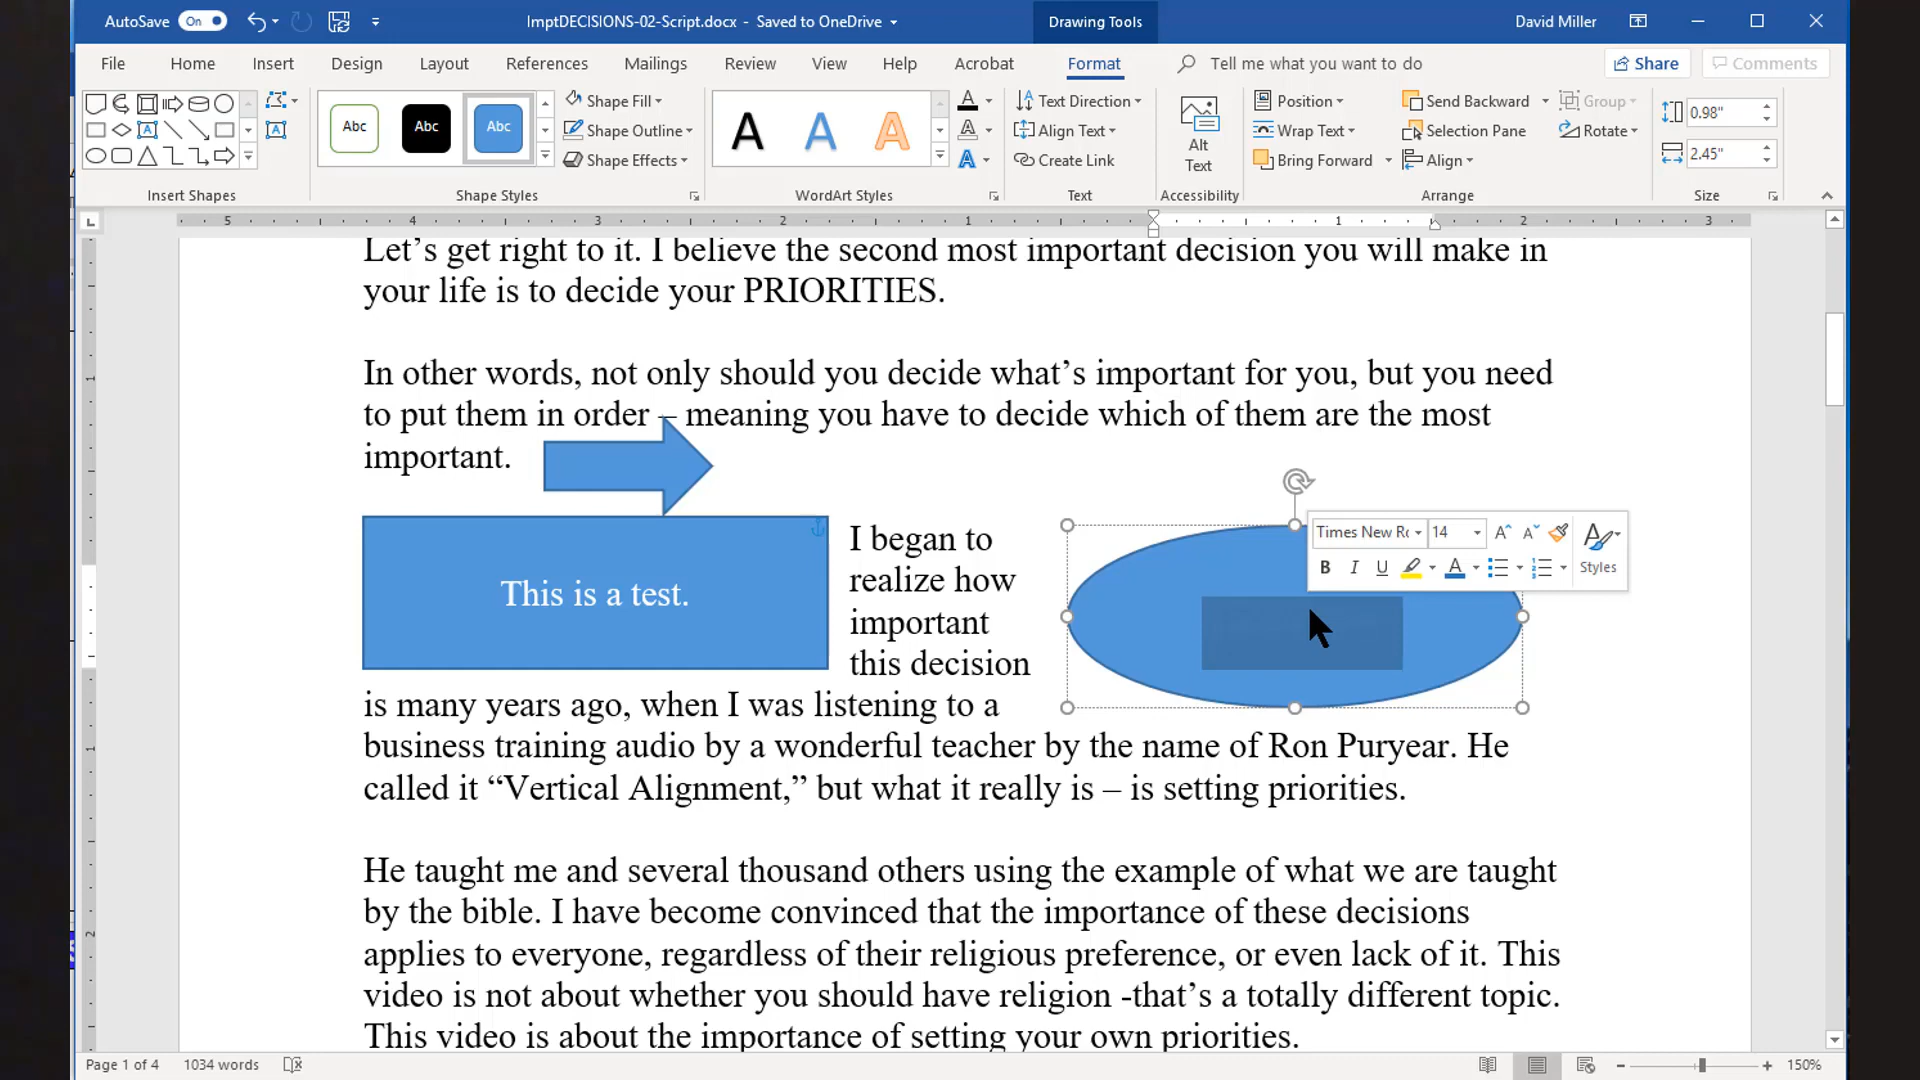 AutoSave On ImptDECISIONS-02-Script.docx - Saved to OneDrive Drawing Tools David Miller
File Home Insert Design Layout References Mailings Review View Help Acrobat Format Tell me what you want to do Share Comments
Abc Abc Abc
Shape Fill
Shape Outline
Shape Effects
A A A
Text Direction
Align Text
Create Link
Alt
Text
Position
Wrap Text
Bring Forward
Send Backward
Selection Pane
Align
Group
Rotate
0.98"
2.45"
Insert Shapes Shape Styles WordArt Styles Text Accessibility Arrange Size
5 4 3 2 1 1 2 3
Let’s get right to it. I believe the second most important decision you will make in
your life is to decide your PRIORITIES.
In other words, not only should you decide what’s important for you, but you need
to put them in order – meaning you have to decide which of them are the most
important.
This is a test.
I began to
realize how
important
this decision
is many years ago, when I was listening to a
business training audio by a wonderful teacher by the name of Ron Puryear. He
called it “Vertical Alignment,” but what it really is – is setting priorities.
Times New Ro 14
B I U A Styles
He taught me and several thousand others using the example of what we are taught
by the bible. I have become convinced that the importance of these decisions
applies to everyone, regardless of their religious preference, or even lack of it. This
video is not about whether you should have religion -that’s a totally different topic.
This video is about the importance of setting your own priorities.
1
1
2
Page 1 of 4 1034 words 150%